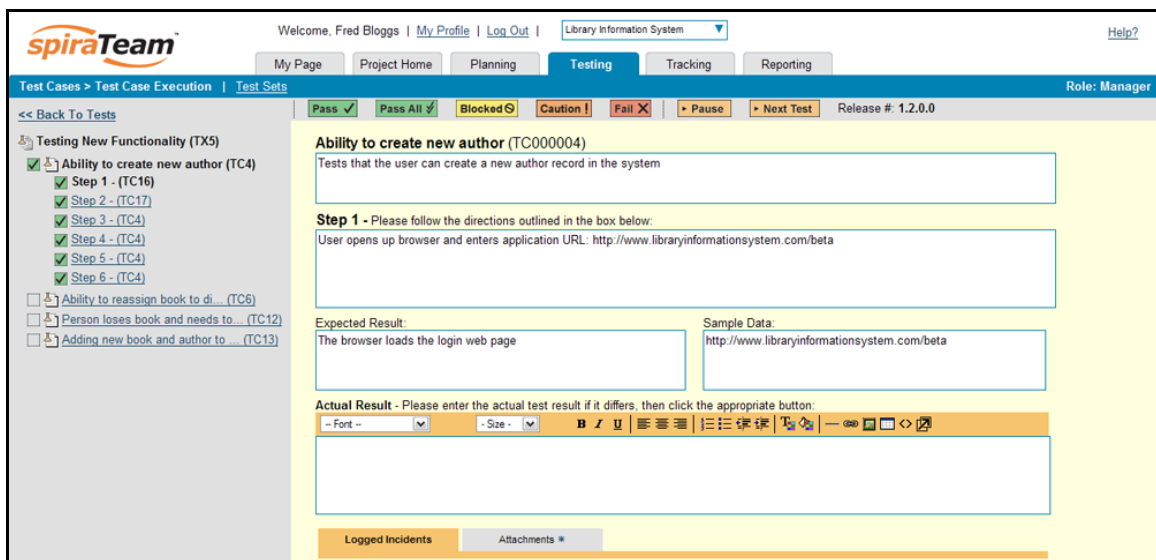 spiraTeam™
Welcome, Fred Bloggs | My Profile | Log Out | Library Information System
Help?
My Page Project Home Planning Testing Tracking Reporting
Test Cases > Test Case Execution | Test Sets
Role: Manager
<< Back To Tests
Pass Pass All Blocked Caution ! Fail Pause Next Test Release #: 1.2.0.0
Testing New Functionality (TX5)
Ability to create new author (TC4)
Step 1 - (TC16)
Step 2 - (TC17)
Step 3 - (TC4)
Step 4 - (TC4)
Step 5 - (TC4)
Step 6 - (TC4)
Ability to reassign book to di... (TC6)
Person loses book and needs to... (TC12)
Adding new book and author to ... (TC13)
Ability to create new author (TC000004)
Tests that the user can create a new author record in the system
Step 1 - Please follow the directions outlined in the box below:
User opens up browser and enters application URL: http://www.libraryinformationsystem.com/beta
Expected Result:
The browser loads the login web page
Sample Data:
http://www.libraryinformationsystem.com/beta
Actual Result - Please enter the actual test result if it differs, then click the appropriate button:
-- Font -- - Size - B I U
Logged Incidents Attachments *